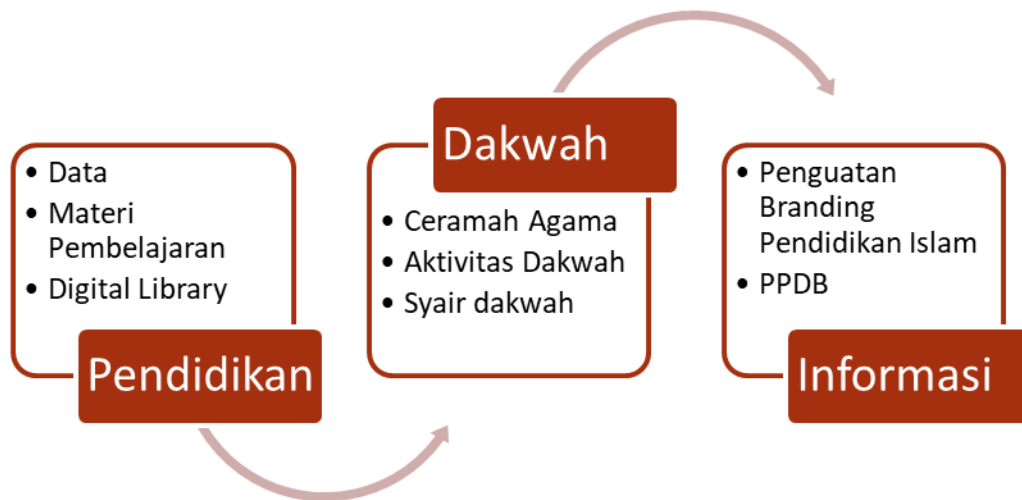 • Data
• Materi
Pembelajaran
• Digital Library
Pendidikan
Dakwah
• Ceramah Agama
• Aktivitas Dakwah
• Syair dakwah
• Penguatan
Branding
Pendidikan Islam
• PPDB
Informasi